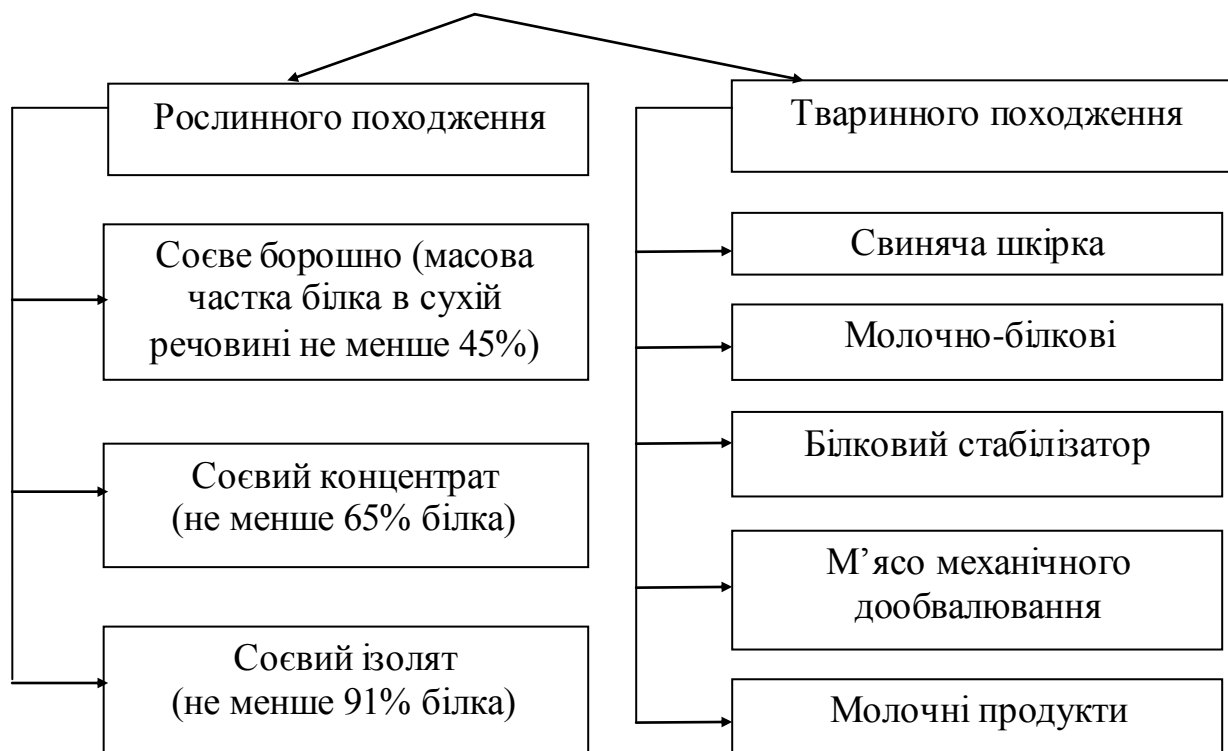 Рослинного походження
Соєве борошно (масова
частка білка в сухій
речовині не менше 45%)
Соєвий концентрат
(не менше 65% білка)
Соєвий ізолят
(не менше 91% білка)
Тваринного походження
Свиняча шкірка
Молочно-білкові
Білковий стабілізатор
М’ясо механічного
дообвалювання
Молочні продукти